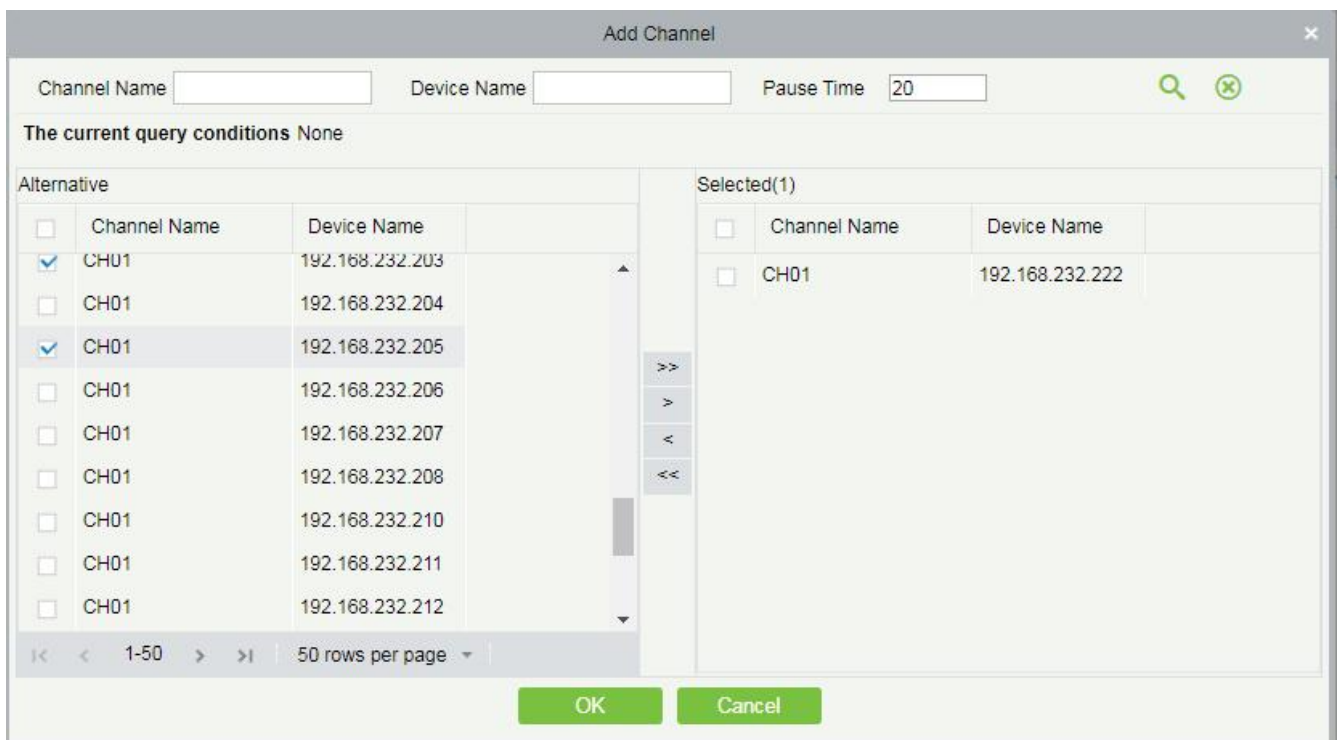 Add Channel ×
Channel Name Device Name Pause Time 20
The current query conditions None
Alternative
Channel Name Device Name
CH01 192.168.232.203
CH01 192.168.232.204
CH01 192.168.232.205
CH01 192.168.232.206
CH01 192.168.232.207
CH01 192.168.232.208
CH01 192.168.232.210
CH01 192.168.232.211
CH01 192.168.232.212
|< < 1-50 > >| 50 rows per page
>>
>
<
<<
Selected(1)
Channel Name Device Name
CH01 192.168.232.222
OK Cancel